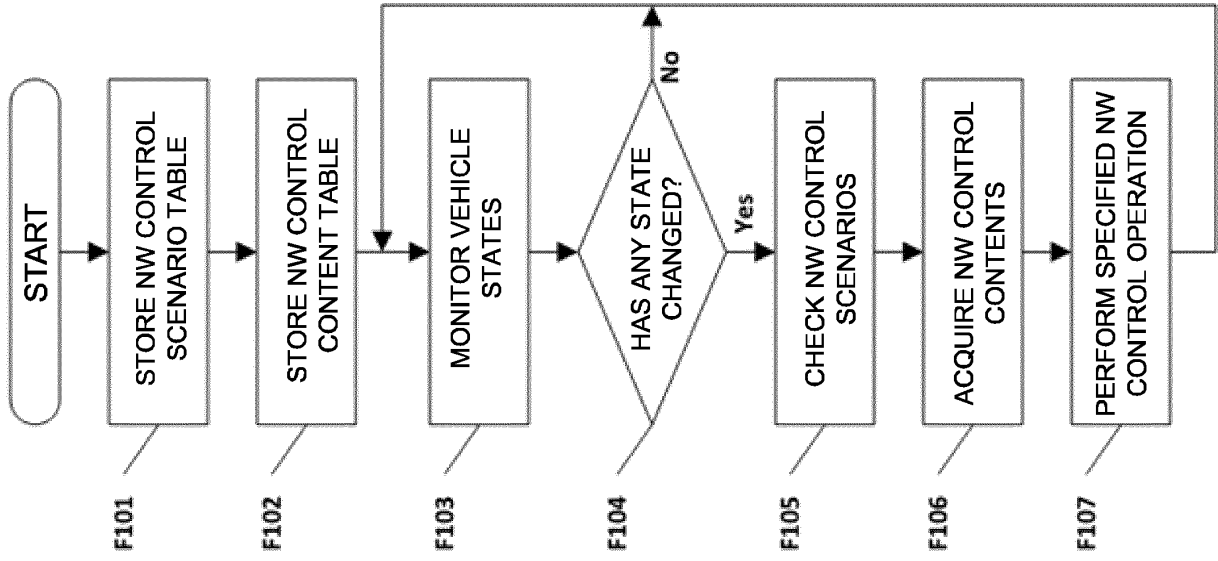 START
F101
STORE NW CONTROL
SCENARIO TABLE
F102
STORE NW CONTROL
CONTENT TABLE
F103
MONITOR VEHICLE
STATES
F104
HAS ANY STATE
CHANGED?
No
Yes
F105
CHECK NW CONTROL
SCENARIOS
F106
ACQUIRE NW CONTROL
CONTENTS
F107
PERFORM SPECIFIED NW
CONTROL OPERATION